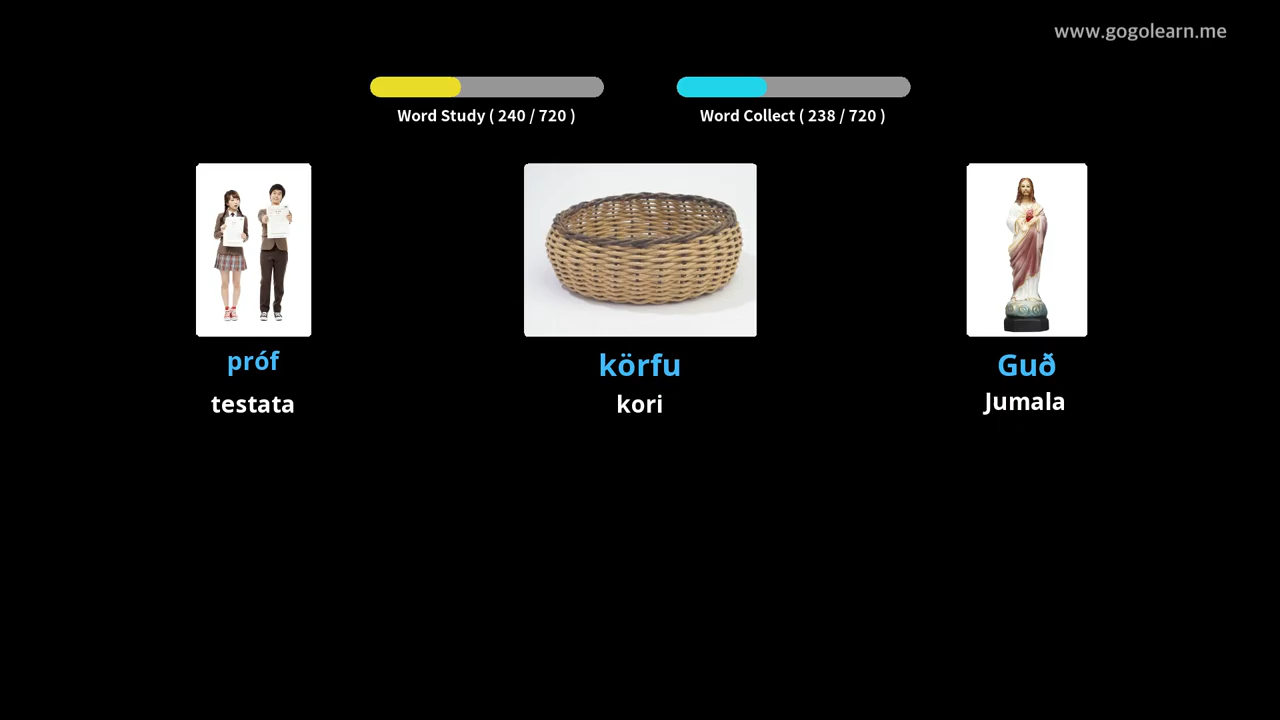 www.gogolearn.me
Word Study ( 240 / 720 )
Word Collect ( 238 / 720 )
próf
körfu
Guð
testata
kori
Jumala